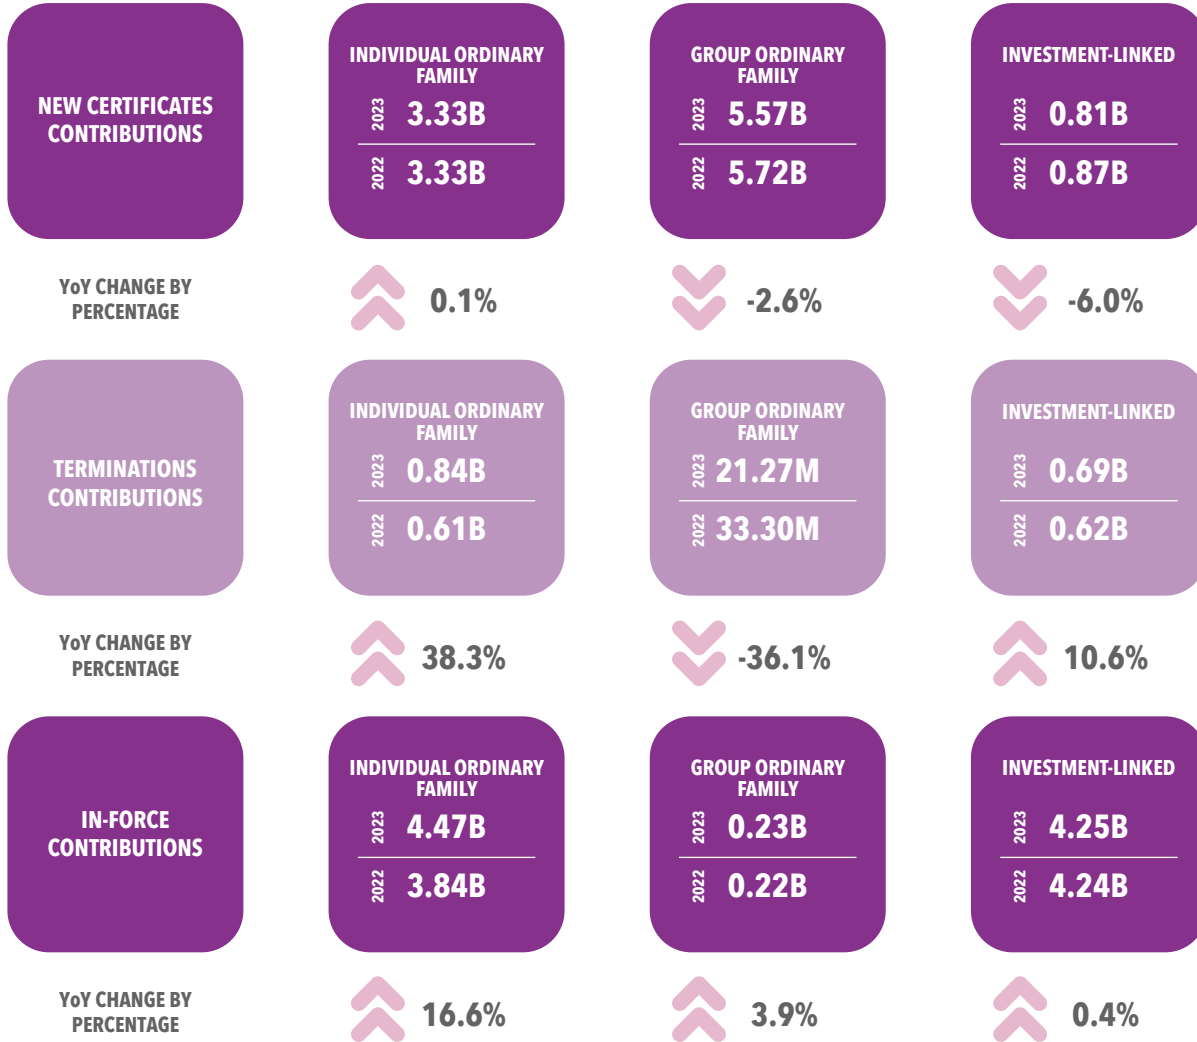 NEW CERTIFICATES
CONTRIBUTIONS
INDIVIDUAL ORDINARY
FAMILY
2023 3.33B
2022 3.33B
GROUP ORDINARY
FAMILY
2023 5.57B
2022 5.72B
INVESTMENT-LINKED
2023 0.81B
2022 0.87B
YoY CHANGE BY
PERCENTAGE
0.1%
-2.6%
-6.0%
TERMINATIONS
CONTRIBUTIONS
INDIVIDUAL ORDINARY
FAMILY
2023 0.84B
2022 0.61B
GROUP ORDINARY
FAMILY
2023 21.27M
2022 33.30M
INVESTMENT-LINKED
2023 0.69B
2022 0.62B
YoY CHANGE BY
PERCENTAGE
38.3%
-36.1%
10.6%
IN-FORCE
CONTRIBUTIONS
INDIVIDUAL ORDINARY
FAMILY
2023 4.47B
2022 3.84B
GROUP ORDINARY
FAMILY
2023 0.23B
2022 0.22B
INVESTMENT-LINKED
2023 4.25B
2022 4.24B
YoY CHANGE BY
PERCENTAGE
16.6%
3.9%
0.4%